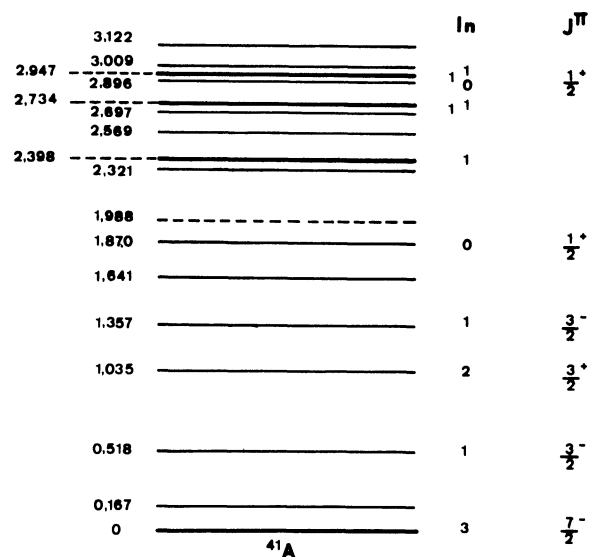 ln Jπ
3.122
3.009 1
2.947 1
2.896 0 1/2+
2,734 1
2,697 1
2,569
2,398 1
2,321
1,988
1,870 0 1/2+
1,641
1,357 1 3/2-
1,035 2 3/2+
0.518 1 3/2-
0,167
0 3 7/2-
41A